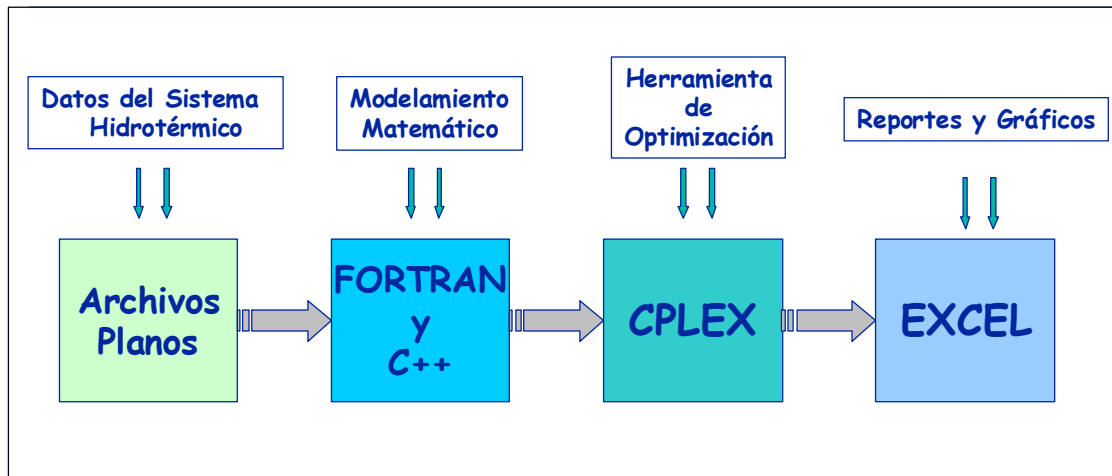 Datos del Sistema
Hidrotérmico
Modelamiento
Matemático
Herramienta
de
Optimización
Reportes y Gráficos
Archivos
Planos
FORTRAN
y
C++
CPLEX
EXCEL